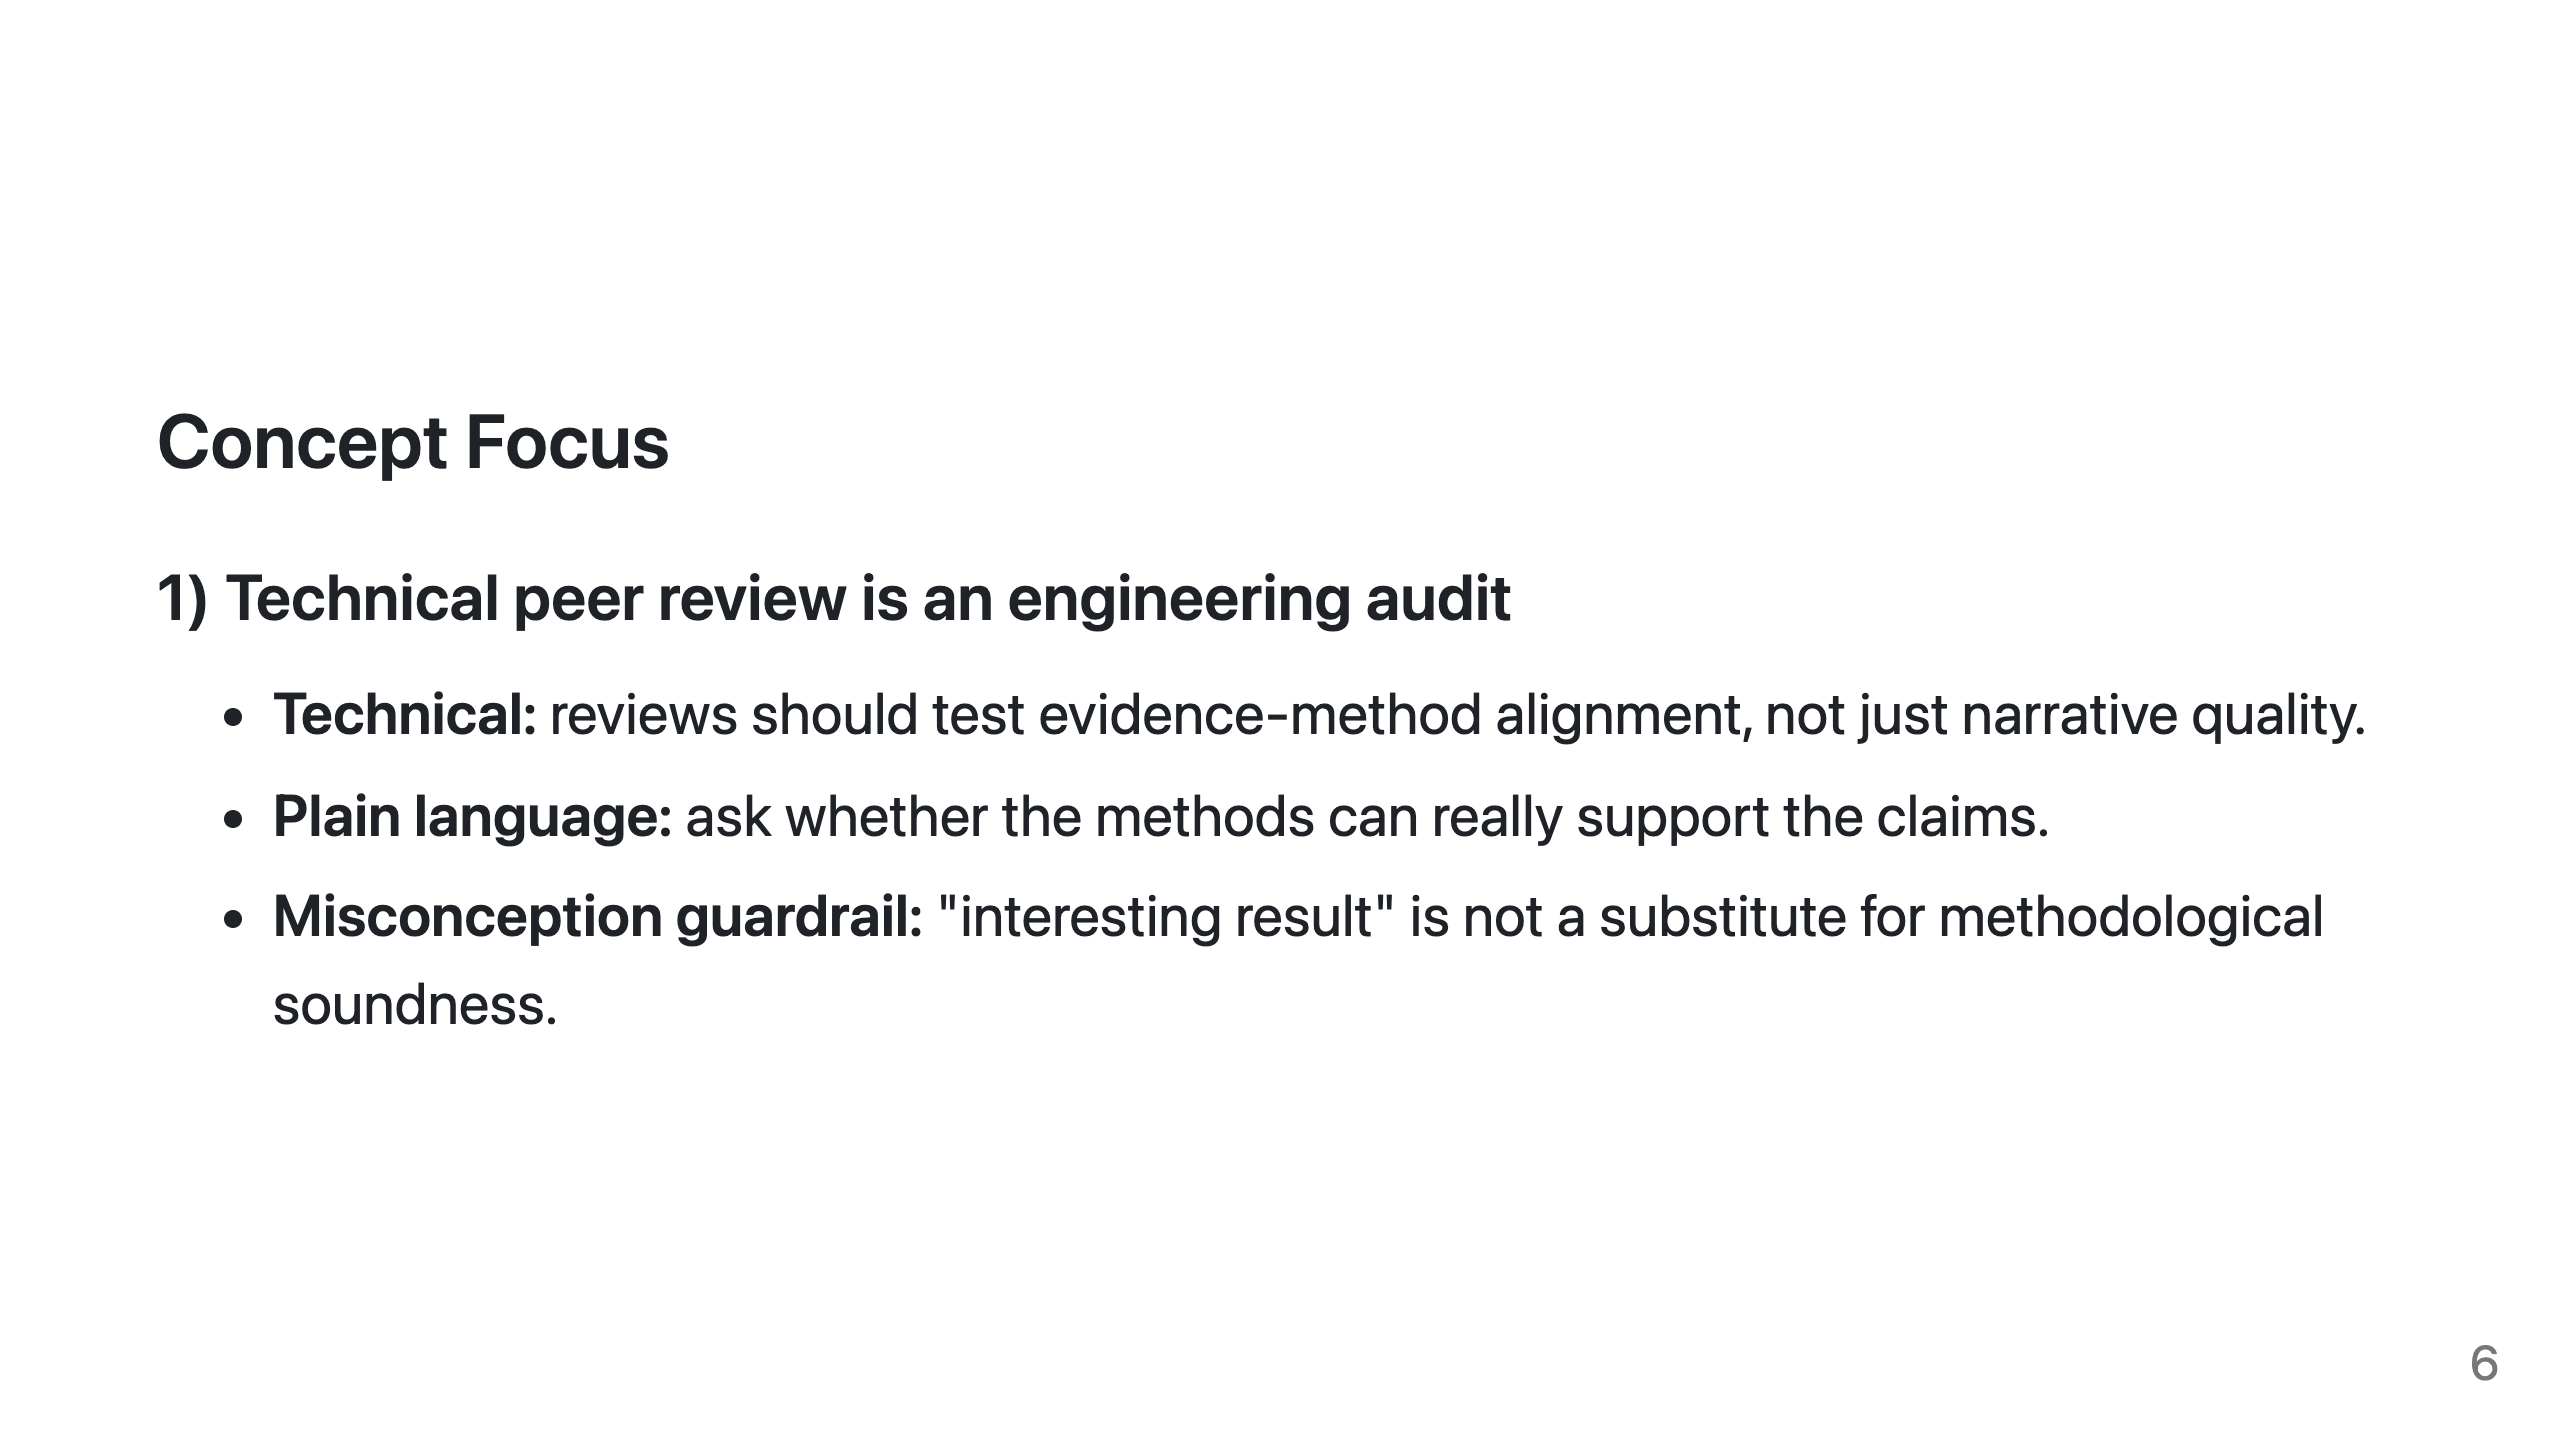 Concept Focus
1) Technical peer review is an engineering audit
• Technical: reviews should test evidence-method alignment, not just narrative quality.
• Plain language: ask whether the methods can really support the claims.
• Misconception guardrail: "interesting result" is not a substitute for methodological
soundness.
6